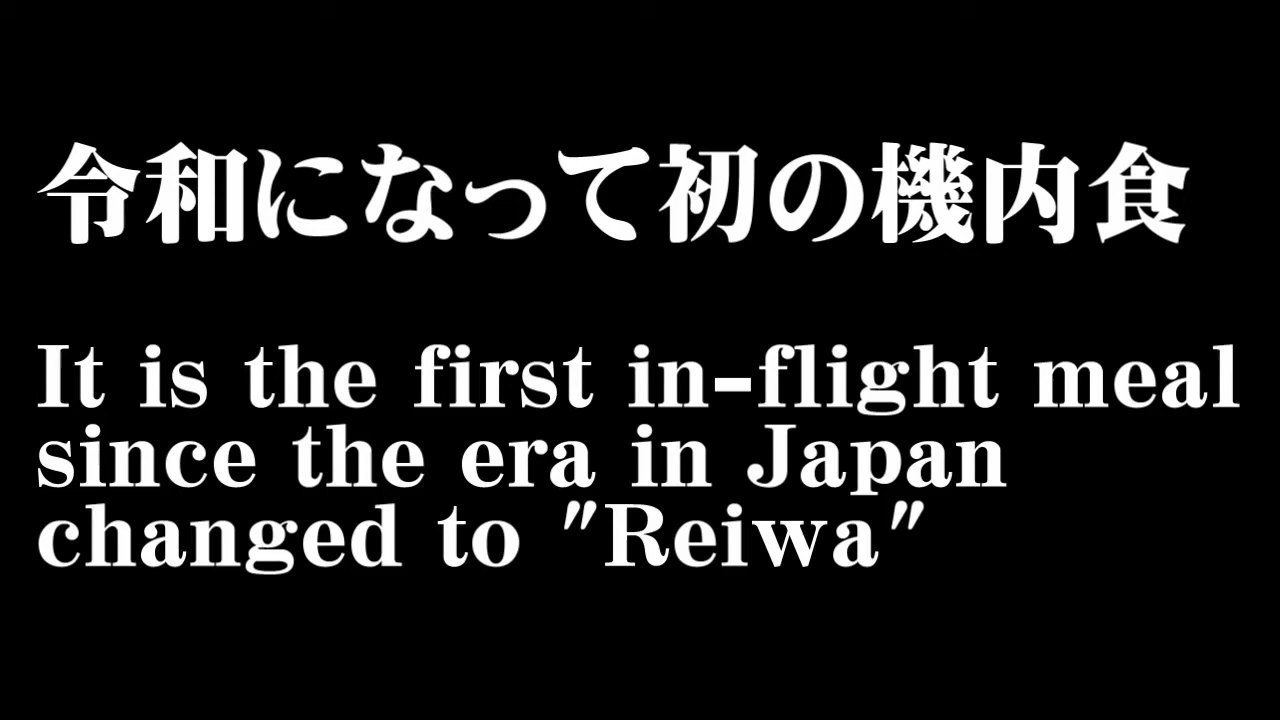 令和になって初の機内食
It is the first in-flight meal
since the era in Japan
changed to "Reiwa"